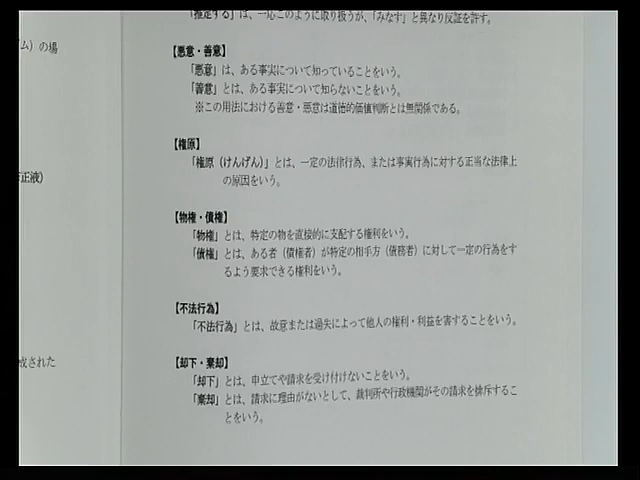 「推定する」は、一応このように取り扱うが、「みなす」と異なり反証を許す。
ム）の場
【悪意・善意】
「悪意」は、ある事実について知っていることをいう。
「善意」とは、ある事実について知らないことをいう。
※この用法における善意・悪意は道徳的価値判断とは無関係である。
【権原】
「権原（けんげん）」とは、一定の法律行為、または事実行為に対する正当な法律上
の原因をいう。
正液）
【物権・債権】
「物権」とは、特定の物を直接的に支配する権利をいう。
「債権」とは、ある者（債権者）が特定の相手方（債務者）に対して一定の行為をす
るよう要求できる権利をいう。
【不法行為】
「不法行為」とは、故意または過失によって他人の権利・利益を害することをいう。
成された
【却下・棄却】
「却下」とは、申立てや請求を受け付けないことをいう。
「棄却」とは、請求に理由がないとして、裁判所や行政機関がその請求を排斥するこ
とをいう。